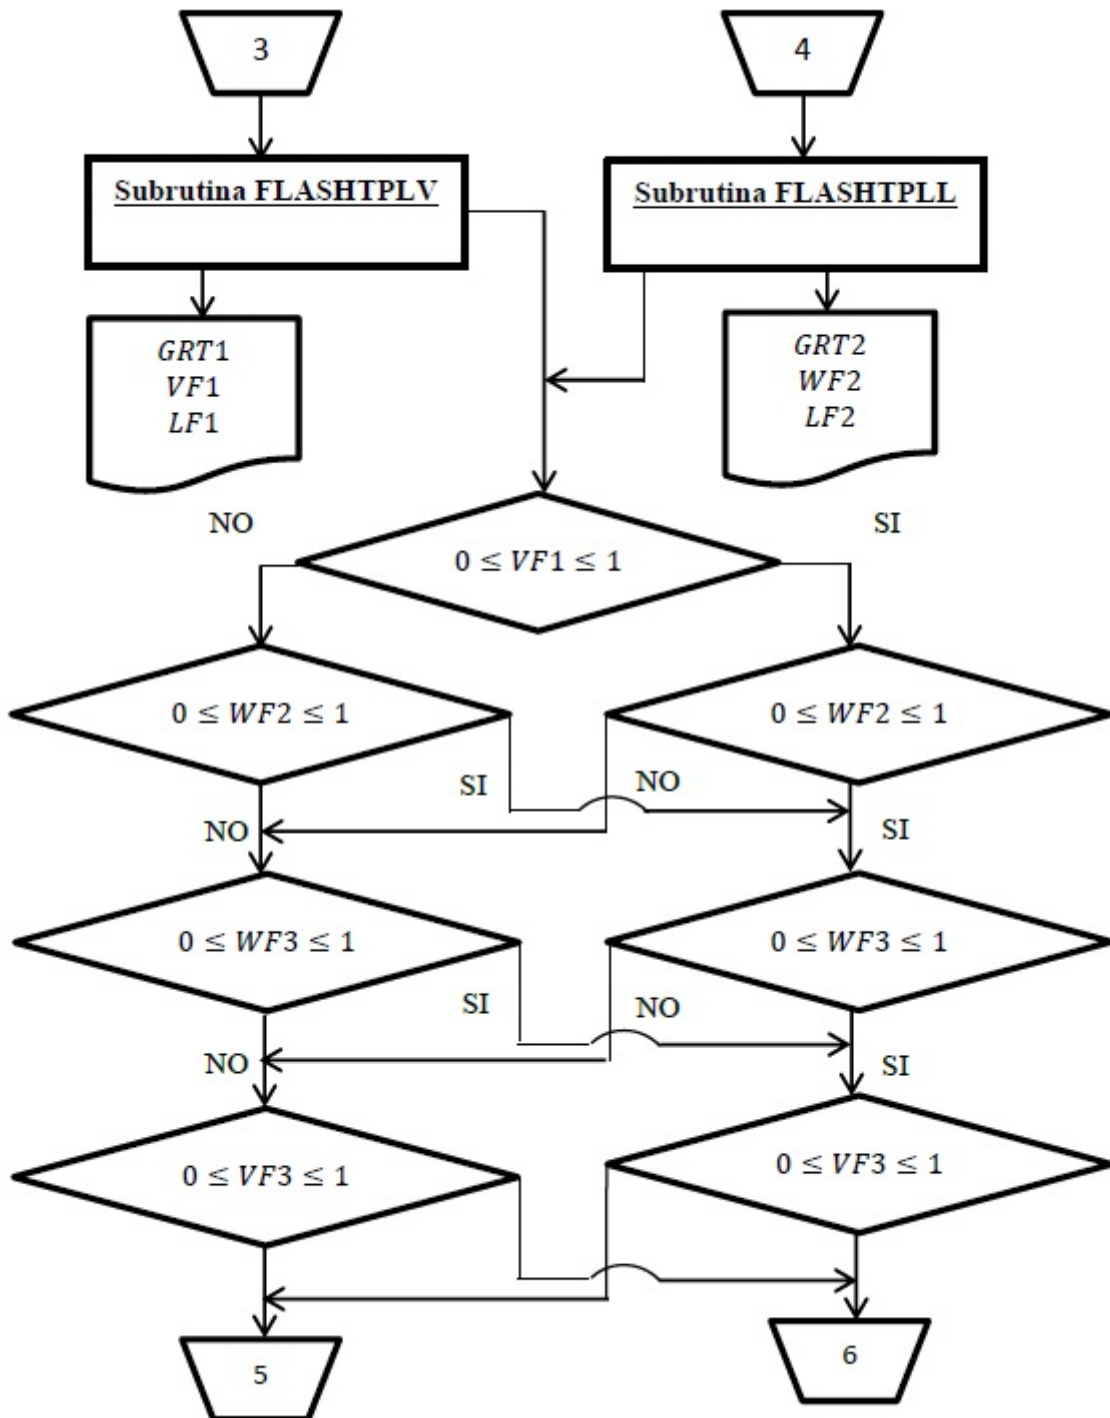 3
4
Subrutina FLASHTPLV
Subrutina FLASHTPLL
GRT1
VF1
LF1
GRT2
WF2
LF2
NO
SI
0 ≤ VF1 ≤ 1
0 ≤ WF2 ≤ 1
0 ≤ WF2 ≤ 1
SI
NO
NO
SI
0 ≤ WF3 ≤ 1
0 ≤ WF3 ≤ 1
SI
NO
NO
SI
0 ≤ VF3 ≤ 1
0 ≤ VF3 ≤ 1
5
6